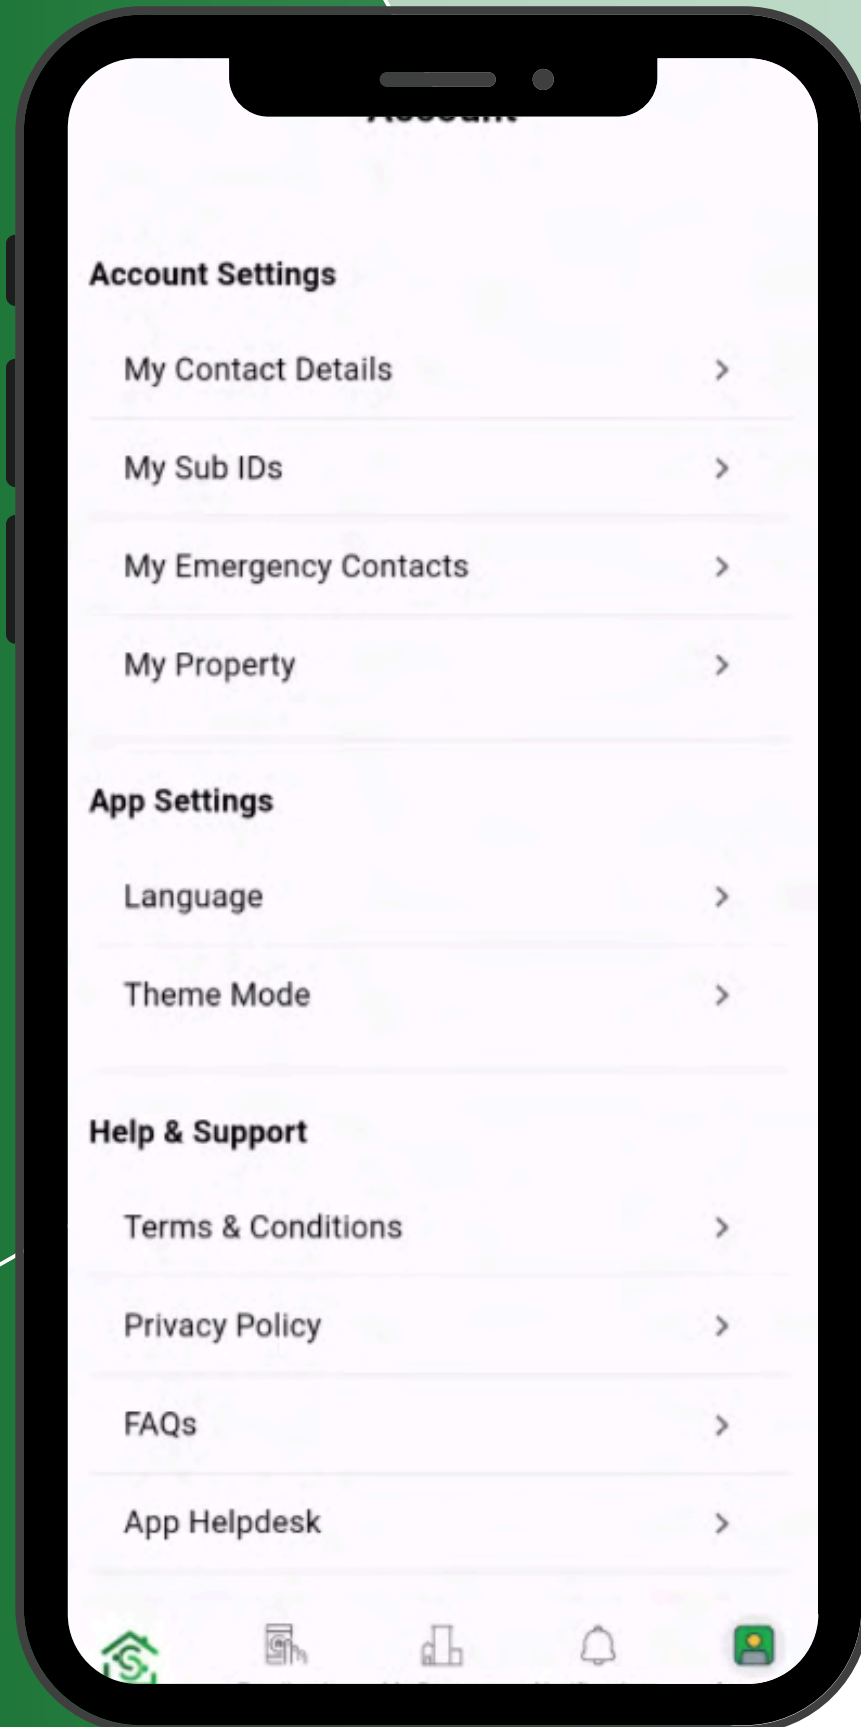 Account
Account Settings
My Contact Details
My Sub IDs
My Emergency Contacts
My Property
App Settings
Language
Theme Mode
Help & Support
Terms & Conditions
Privacy Policy
FAQs
App Helpdesk